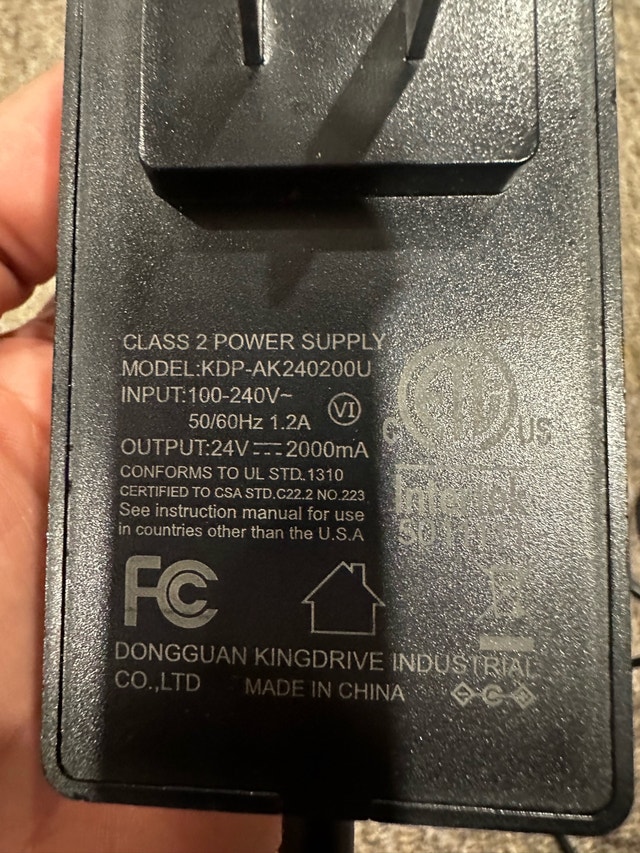 CLASS 2 POWER SUPPLY
MODEL:KDP-AK240200U
INPUT:100-240V~
50/60Hz 1.2A
VI
OUTPUT:24V⎓2000mA
CONFORMS TO UL STD.1310
CERTIFIED TO CSA STD.C22.2 NO.223
See instruction manual for use
in countries other than the U.S.A
C US
FC
DONGGUAN KINGDRIVE INDUSTRIAL
CO.,LTD MADE IN CHINA